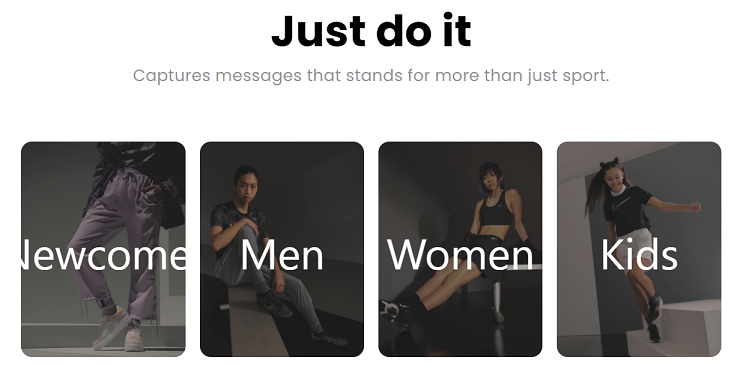 Just do it
Captures messages that stands for more than just sport.
Newcome
Men
Women
Kids